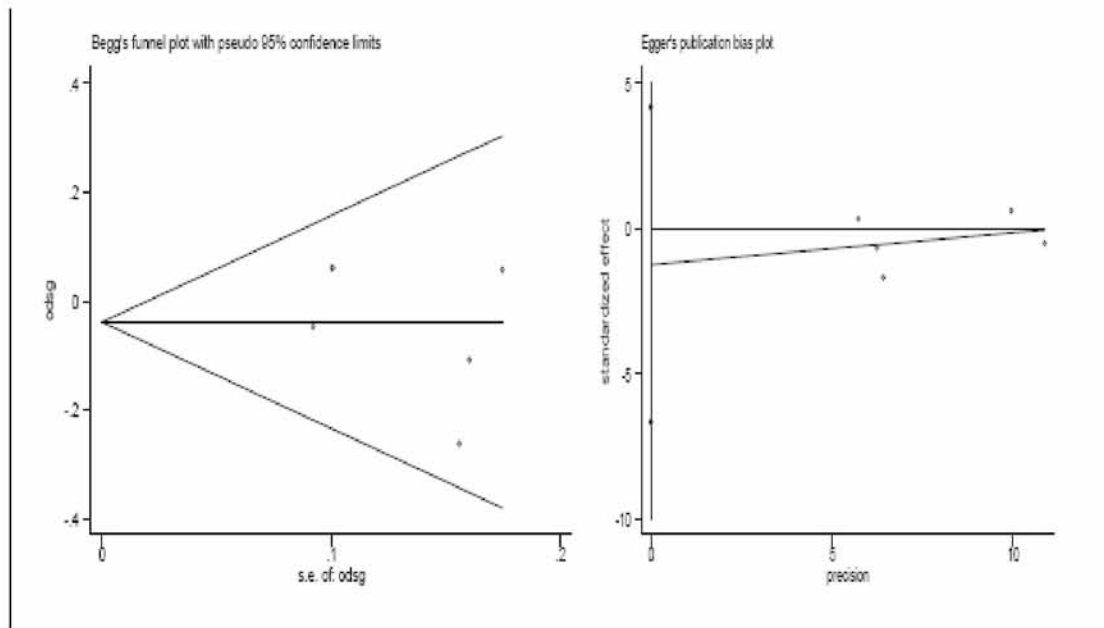 Begg's funnel plot with pseudo 95% confidence limits
.4
.2
0
-.2
-.4
odsg
0
.1
.2
s.e. of: odsg
Egger's publication bias plot
5
0
-5
-10
standardized effect
0
5
10
precision